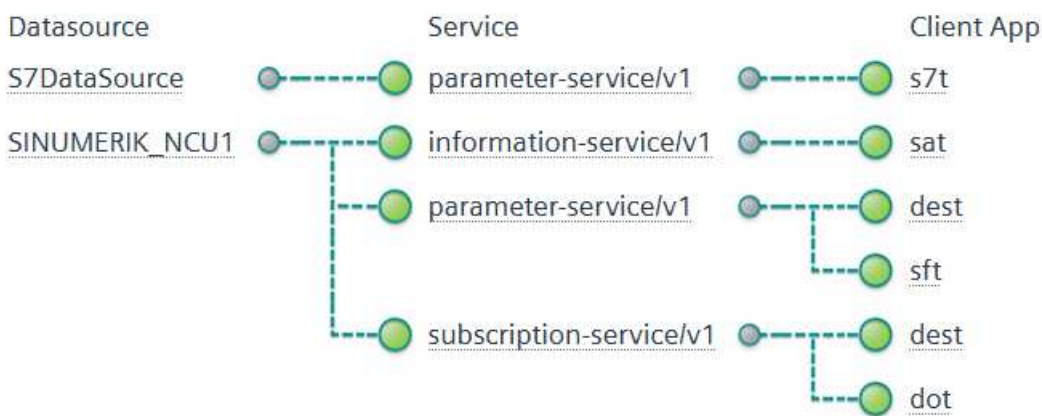 Datasource Service Client App
S7DataSource parameter-service/v1 s7t
SINUMERIK_NCU1 information-service/v1 sat
parameter-service/v1 dest
sft
subscription-service/v1 dest
dot